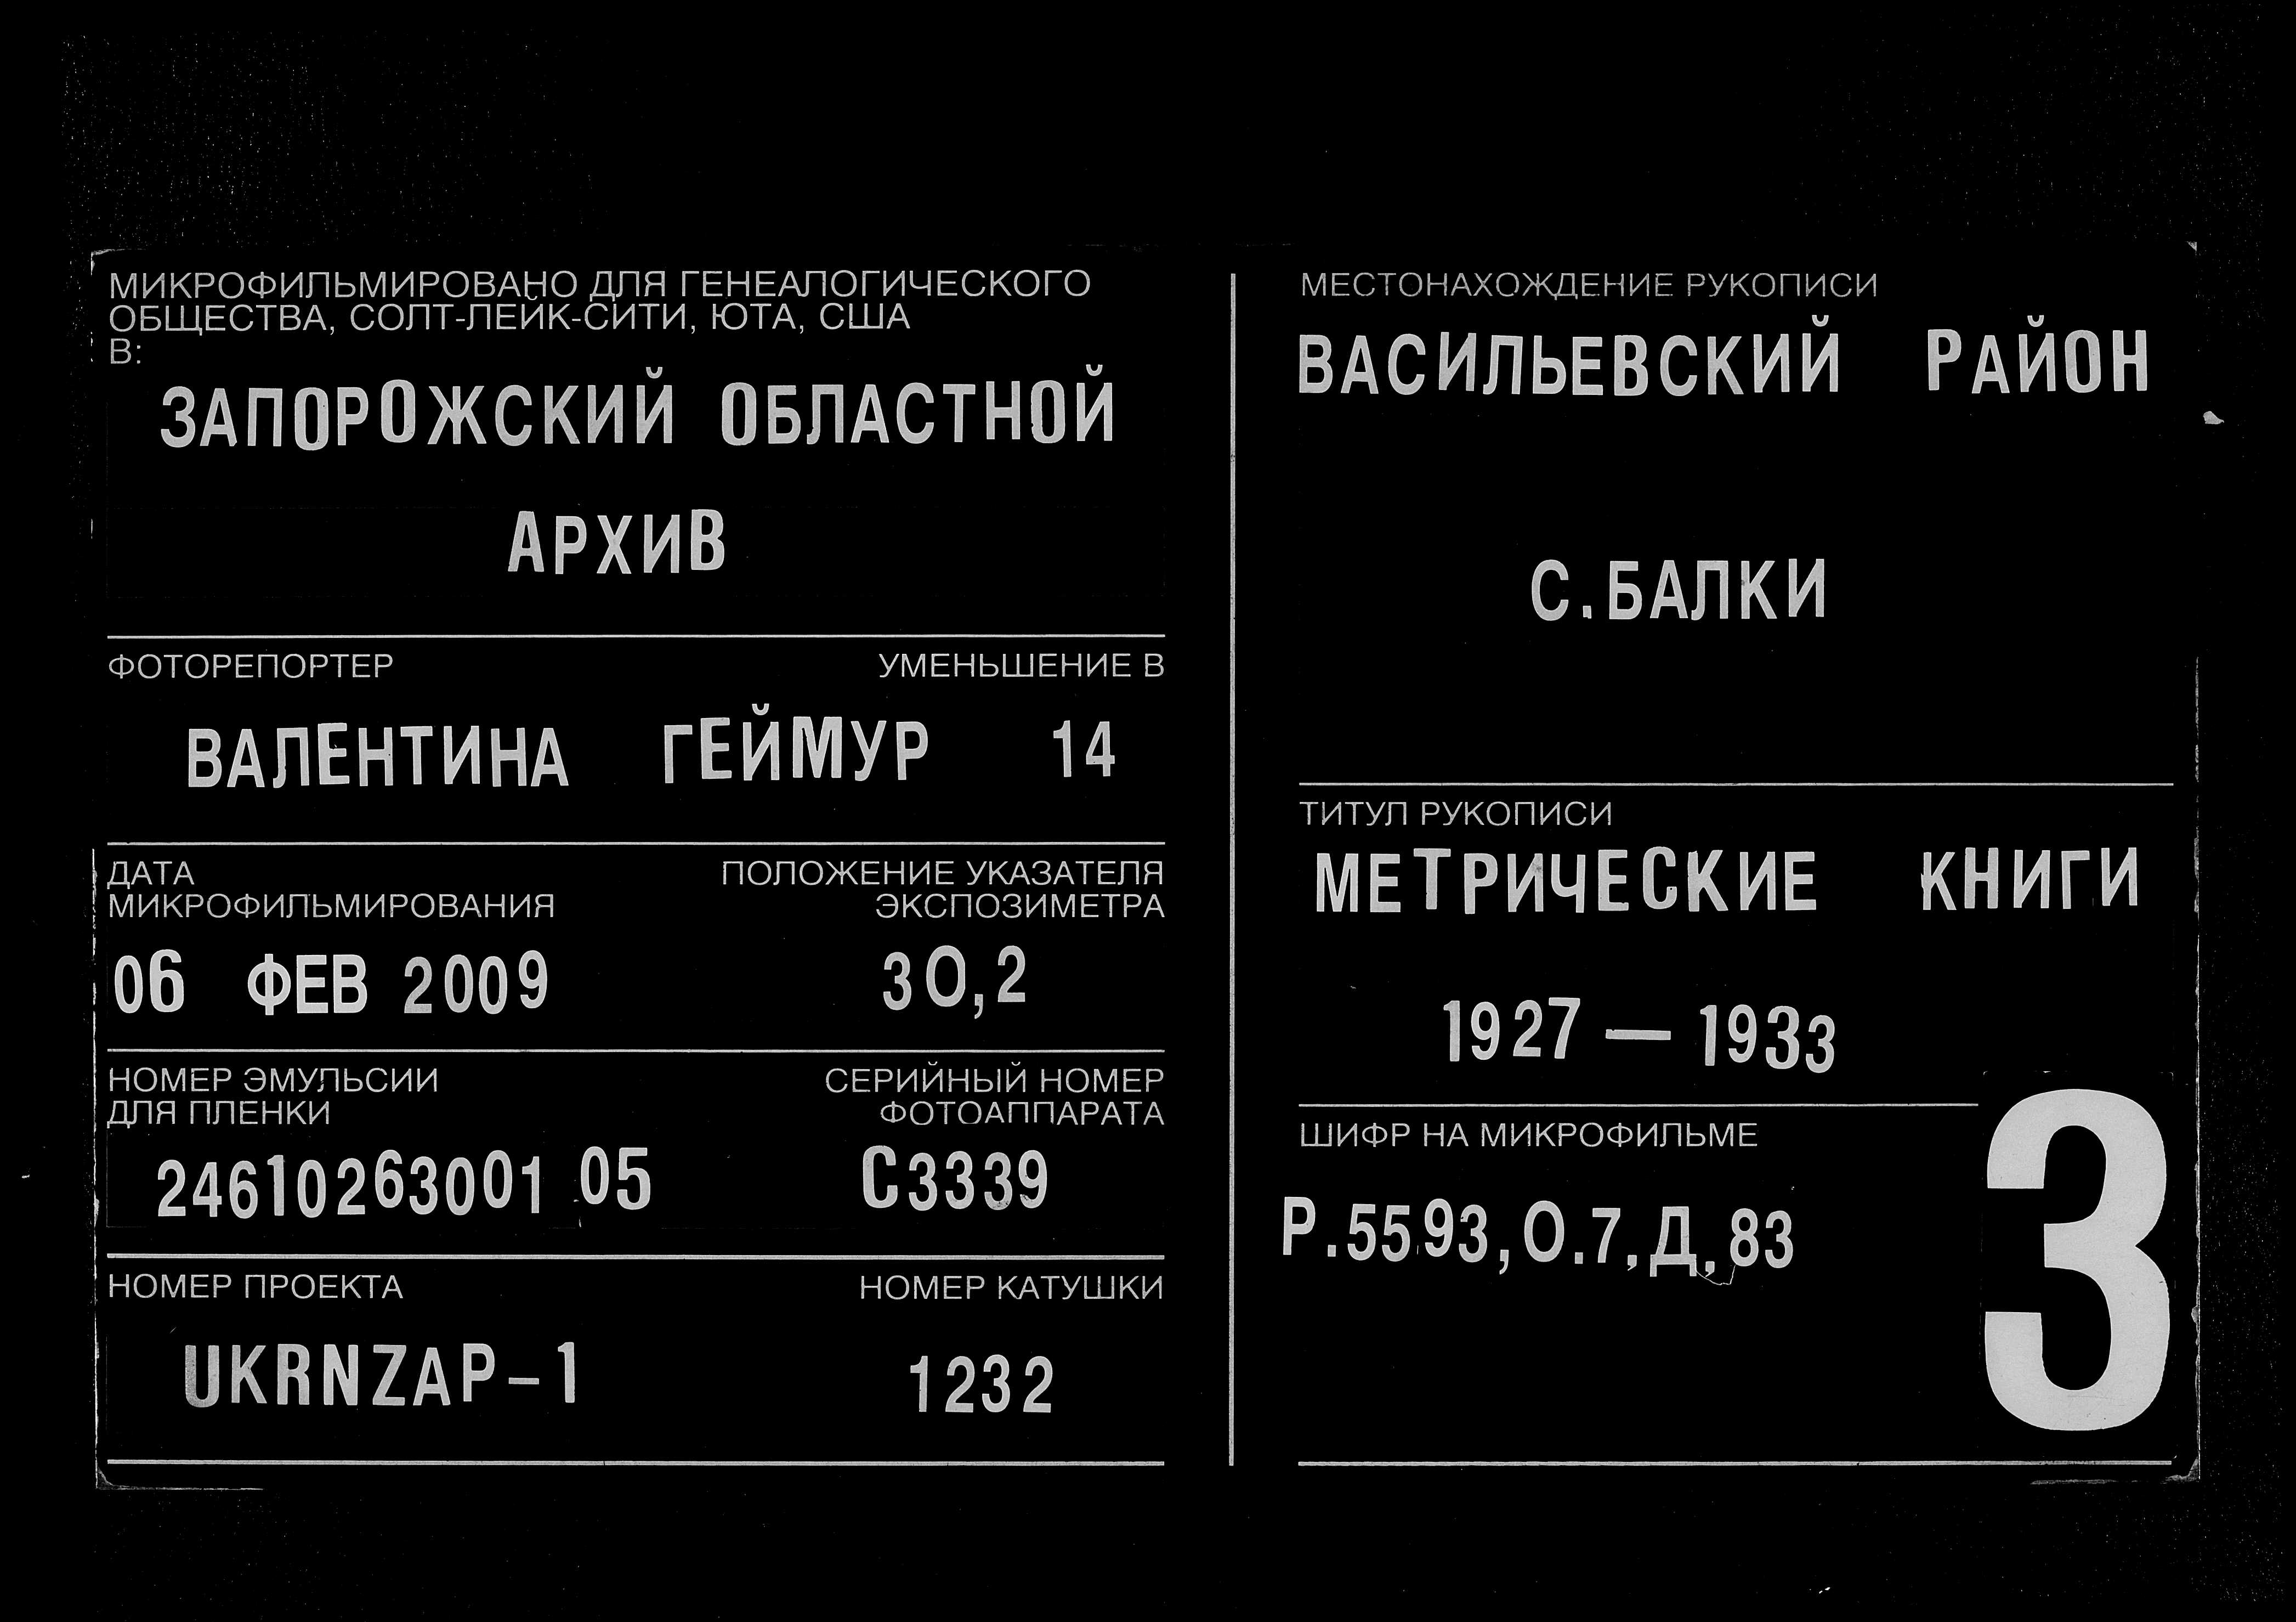 МИКРОФИЛЬМИРОВАНО ДЛЯ ГЕНЕАЛОГИЧЕСКОГО
ОБЩЕСТВА, СОЛТ-ЛЕЙК-СИТИ, ЮТА, США
В:
ЗАПОРОЖСКИЙ ОБЛАСТНОЙ
АРХИВ
ФОТОРЕПОРТЕР УМЕНЬШЕНИЕ В
ВАЛЕНТИНА ГЕЙМУР 14
ДАТА ПОЛОЖЕНИЕ УКАЗАТЕЛЯ
МИКРОФИЛЬМИРОВАНИЯ ЭКСПОЗИМЕТРА
06 ФЕВ 2009 30,2
НОМЕР ЭМУЛЬСИИ СЕРИЙНЫЙ НОМЕР
ДЛЯ ПЛЕНКИ ФОТОАППАРАТА
24610263001 05 С3339
НОМЕР ПРОЕКТА НОМЕР КАТУШКИ
UKRNZAP-1 1232
МЕСТОНАХОЖДЕНИЕ РУКОПИСИ
ВАСИЛЬЕВСКИЙ РАЙОН
С.БАЛКИ
ТИТУЛ РУКОПИСИ
МЕТРИЧЕСКИЕ КНИГИ
1927 — 1933
ШИФР НА МИКРОФИЛЬМЕ
Р.5593,О.7,Д.83
3